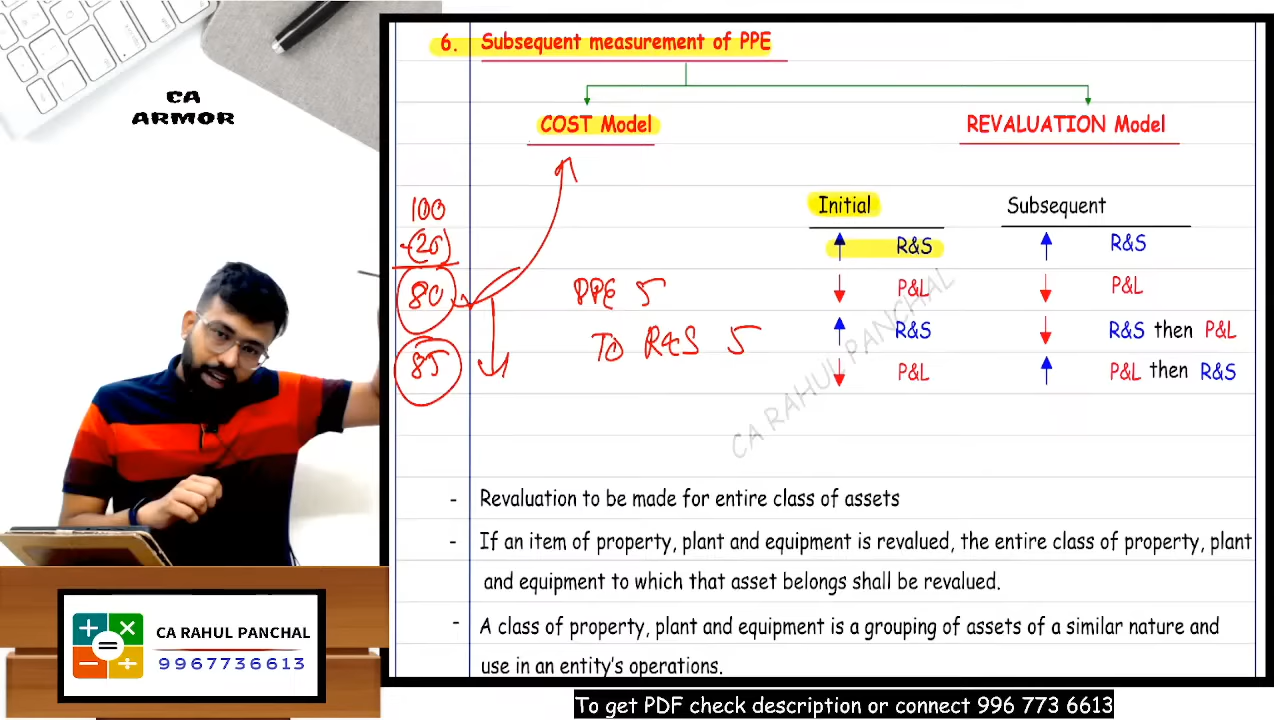 CA
ARMOR
6. Subsequent measurement of PPE
COST Model
REVALUATION Model
100
80
85
PPE 5
TO R&S 5
Initial Subsequent
R&S R&S
P&L P&L
R&S R&S then P&L
P&L P&L then R&S
CA RAHUL PANCHAL
- Revaluation to be made for entire class of assets
- If an item of property, plant and equipment is revalued, the entire class of property, plant
and equipment to which that asset belongs shall be revalued.
- A class of property, plant and equipment is a grouping of assets of a similar nature and
use in an entity's operations.
CA RAHUL PANCHAL
9967736613
To get PDF check description or connect 996 773 6613